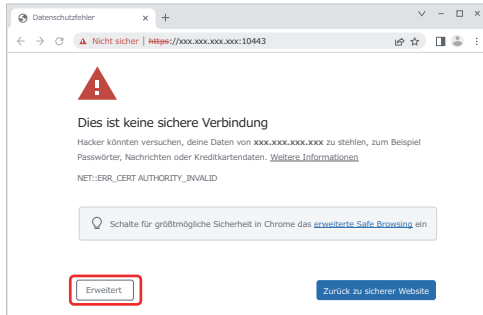 Datenschutzfehler
Nicht sicher | https://xxx.xxx.xxx.xxx:10443
Dies ist keine sichere Verbindung
Hacker könnten versuchen, deine Daten von xxx.xxx.xxx.xxx zu stehlen, zum Beispiel
Passwörter, Nachrichten oder Kreditkartendaten. Weitere Informationen
NET::ERR_CERT AUTHORITY_INVALID
Schalte für größtmögliche Sicherheit in Chrome das erweiterte Safe Browsing ein
Erweitert
Zurück zu sicherer Website